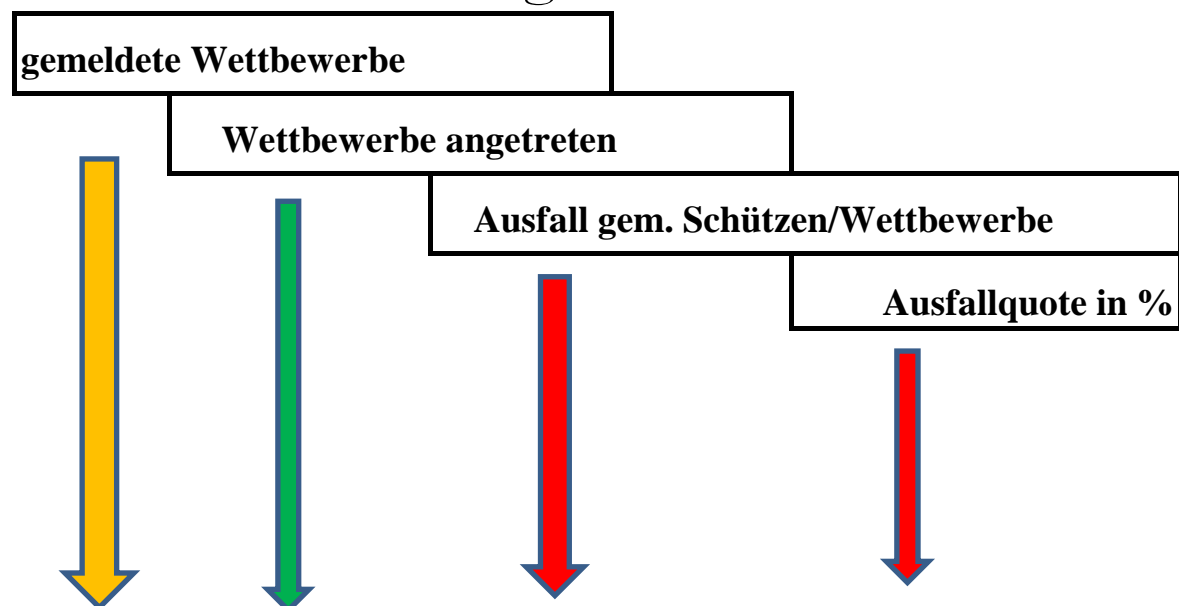 gemeldete Wettbewerbe
Wettbewerbe angetreten
Ausfall gem. Schützen/Wettbewerbe
Ausfallquote in %